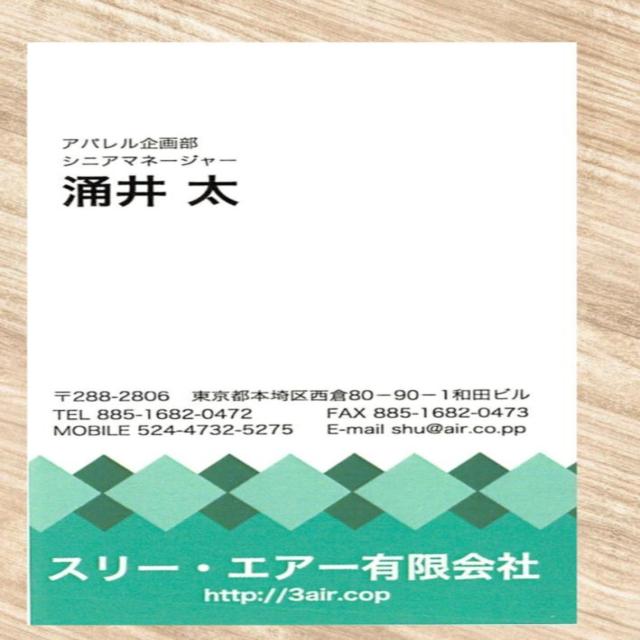 アパレル企画部
シニアマネージャー
涌井 太
〒288-2806 東京都本埼区西倉80－90－1和田ビル
TEL 885-1682-0472 FAX 885-1682-0473
MOBILE 524-4732-5275 E-mail shu@air.co.pp
スリー・エアー有限会社
http://3air.cop